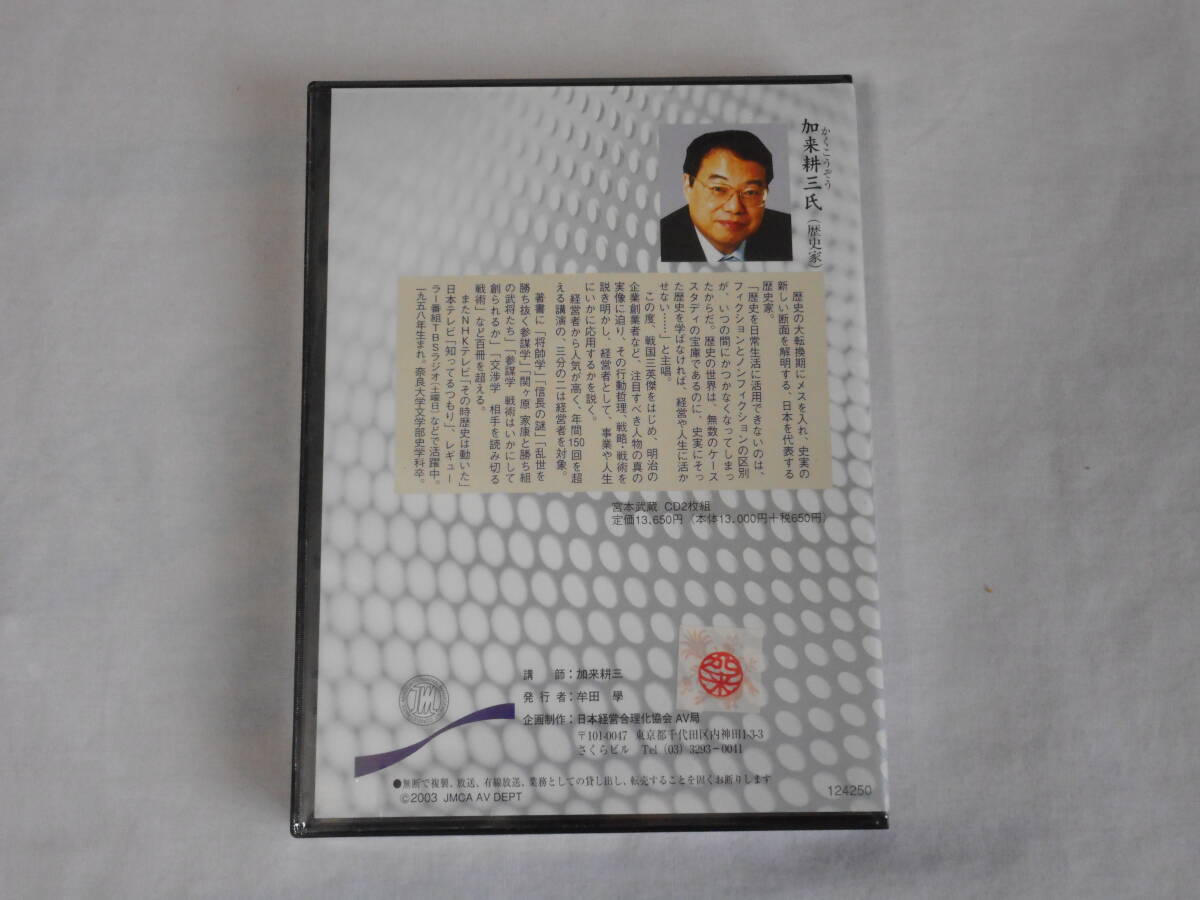 加来耕三氏（歴史家）
かくこうぞう
歴史の大転換期にメスを入れ、史実の
新しい断面を解明する、日本を代表する
歴史家。
「歴史を日常生活に活用できないのは、
フィクションとノンフィクションの区別
が、いつの間にかつかなくなってしまっ
たからだ。歴史の世界は、無数のケース
スタディの宝庫であるのに、史実にそっ
た歴史を学ばなければ、経営や人生に活か
せない……」と主唱。
この度、戦国三英傑をはじめ、明治の
企業創業者など、注目すべき人物の真の
実像に迫り、その行動哲理、戦略・戦術を
説き明かし、経営者として、事業や人生
にいかに応用するかを説く。
経営者から人気が高く、年間150回を超
える講演の、三分の二は経営者を対象。
著書に「将帥学」「信長の謎」「乱世を
勝ち抜く参謀学」「関ヶ原 家康と勝ち組
の武将たち」「参謀学 戦術はいかにして
創られるか」「交渉学 相手を読み切る
戦術」など百冊を超える。
またNHKテレビ「その時歴史は動いた」
日本テレビ「知ってるつもり」、レギュー
ラー番組TBSラジオ（土曜日）などで活躍中。
一九五八年生まれ。奈良大学文学部史学科卒。
宮本武蔵 CD2枚組
定価13,650円（本体13,000円＋税650円）
加来
講　師：加来耕三
発行者：牟田　學
企画制作：日本経営合理化協会 AV局
〒101-0047　東京都千代田区内神田1-3-3
さくらビル　Tel（03）3293−0041
JM
●無断で複製、放送、有線放送、業務としての貸し出し、転売することを固くお断りします
©2003 JMCA AV DEPT
124250